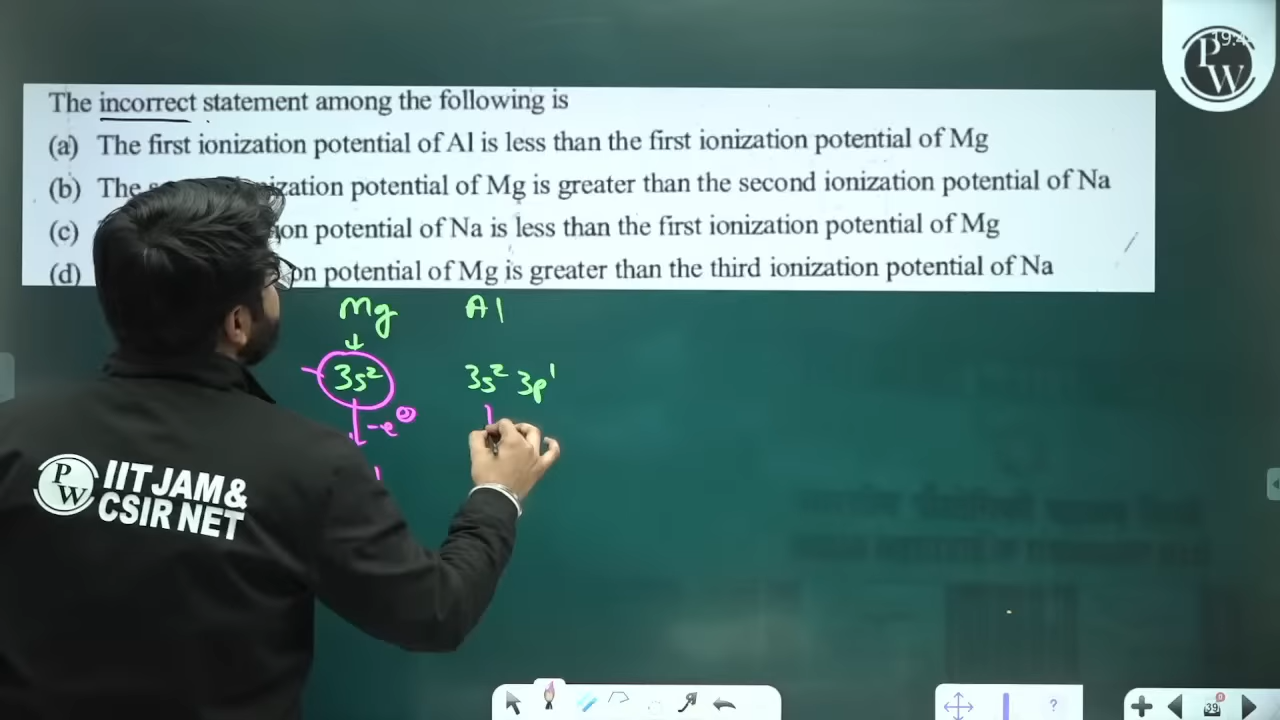 The incorrect statement among the following is
(a) The first ionization potential of Al is less than the first ionization potential of Mg
(b) The ization potential of Mg is greater than the second ionization potential of Na
(c) on potential of Na is less than the first ionization potential of Mg
(d) on potential of Mg is greater than the third ionization potential of Na
Mg Al
3s² 3s² 3p¹
-e⊖
PW
PW IIT JAM &
CSIR NET
39